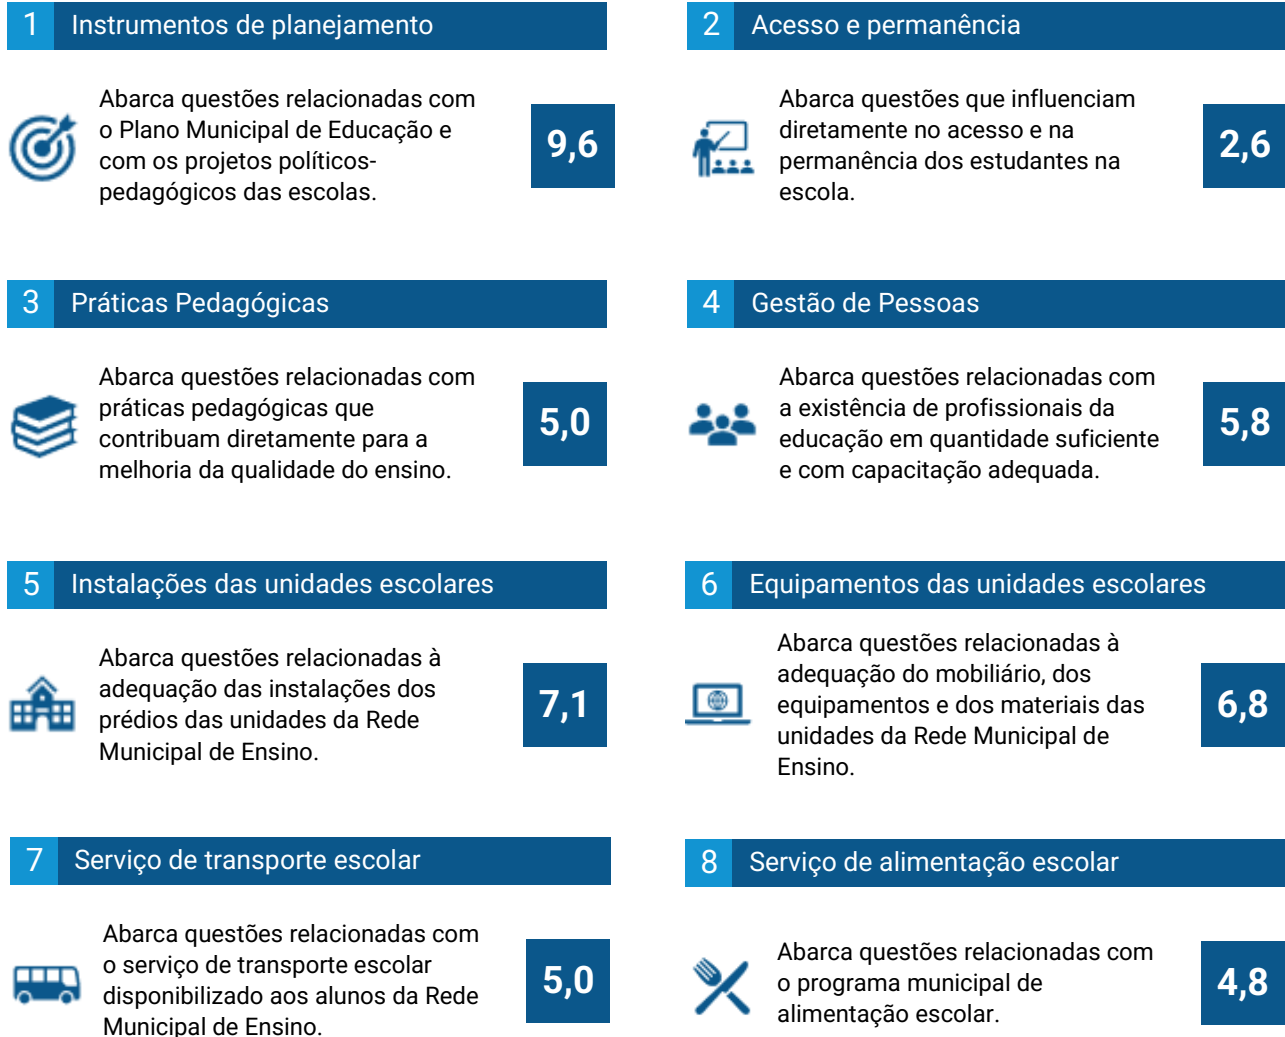 1 Instrumentos de planejamento
Abarca questões relacionadas com
o Plano Municipal de Educação e
com os projetos políticos-
pedagógicos das escolas.
9,6
2 Acesso e permanência
Abarca questões que influenciam
diretamente no acesso e na
permanência dos estudantes na
escola.
2,6
3 Práticas Pedagógicas
Abarca questões relacionadas com
práticas pedagógicas que
contribuam diretamente para a
melhoria da qualidade do ensino.
5,0
4 Gestão de Pessoas
Abarca questões relacionadas com
a existência de profissionais da
educação em quantidade suficiente
e com capacitação adequada.
5,8
5 Instalações das unidades escolares
Abarca questões relacionadas à
adequação das instalações dos
prédios das unidades da Rede
Municipal de Ensino.
7,1
6 Equipamentos das unidades escolares
Abarca questões relacionadas à
adequação do mobiliário, dos
equipamentos e dos materiais das
unidades da Rede Municipal de
Ensino.
6,8
7 Serviço de transporte escolar
Abarca questões relacionadas com
o serviço de transporte escolar
disponibilizado aos alunos da Rede
Municipal de Ensino.
5,0
8 Serviço de alimentação escolar
Abarca questões relacionadas com
o programa municipal de
alimentação escolar.
4,8